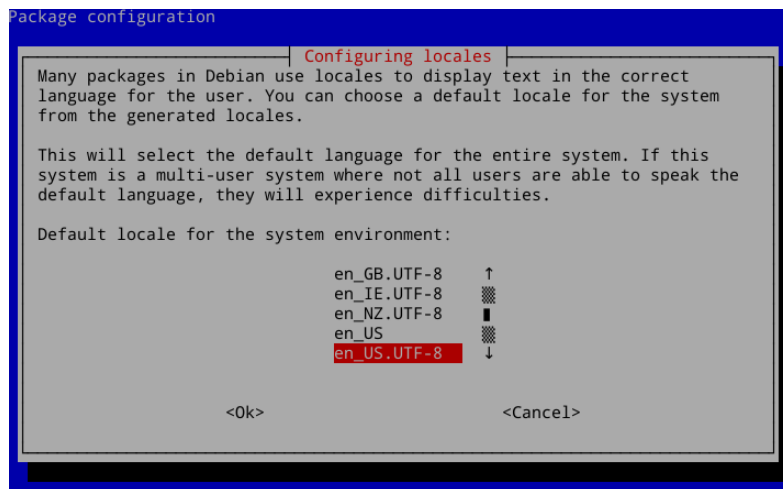 Package configuration
Configuring locales
Many packages in Debian use locales to display text in the correct
language for the user. You can choose a default locale for the system
from the generated locales.
This will select the default language for the entire system. If this
system is a multi-user system where not all users are able to speak the
default language, they will experience difficulties.
Default locale for the system environment:
en_GB.UTF-8 ↑
en_IE.UTF-8
en_NZ.UTF-8
en_US
en_US.UTF-8 ↓
<Ok> <Cancel>